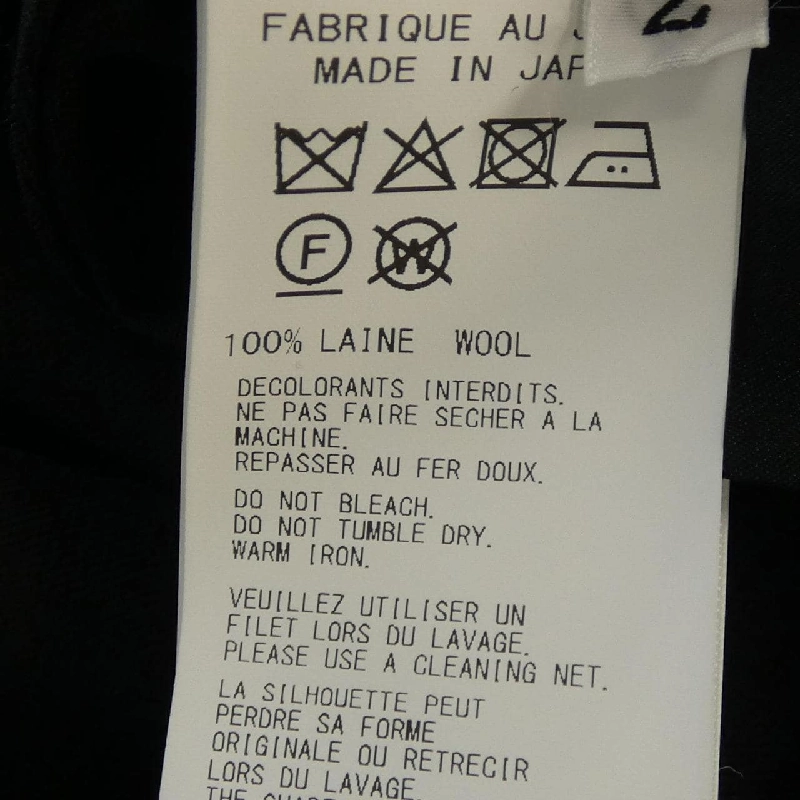 FABRIQUE AU
MADE IN
2
F
W
100% LAINE WOOL
DECOLORANTS INTERDITS.
NE PAS FAIRE SECHER A LA
MACHINE.
REPASSER AU FER DOUX.
DO NOT BLEACH.
DO NOT TUMBLE DRY.
WARM IRON.
VEUILLEZ UTILISER UN
FILET LORS DU LAVAGE.
PLEASE USE A CLEANING NET.
LA SILHOUETTE PEUT
PERDRE SA FORME
ORIGINALE OU RETRECIR
LORS DU LAVAGE
THE